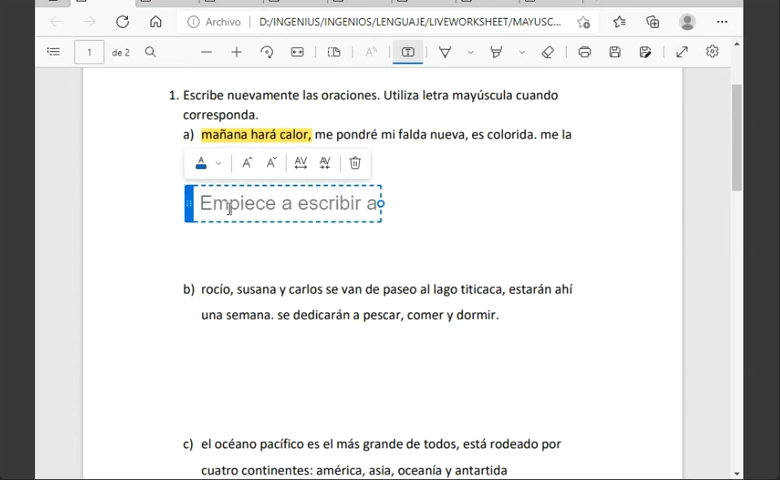 Archivo
D:/INGENIUS/INGENIOS/LENGUAJE/LIVEWORKSHEET/MAYUSC...
1 de 2
1. Escribe nuevamente las oraciones. Utiliza letra mayúscula cuando
corresponda.
a) mañana hará calor, me pondré mi falda nueva, es colorida. me la
Empiece a escribir a
b) rocío, susana y carlos se van de paseo al lago titicaca, estarán ahí
una semana. se dedicarán a pescar, comer y dormir.
c) el océano pacífico es el más grande de todos, está rodeado por
cuatro continentes: américa, asia, oceanía y antartida